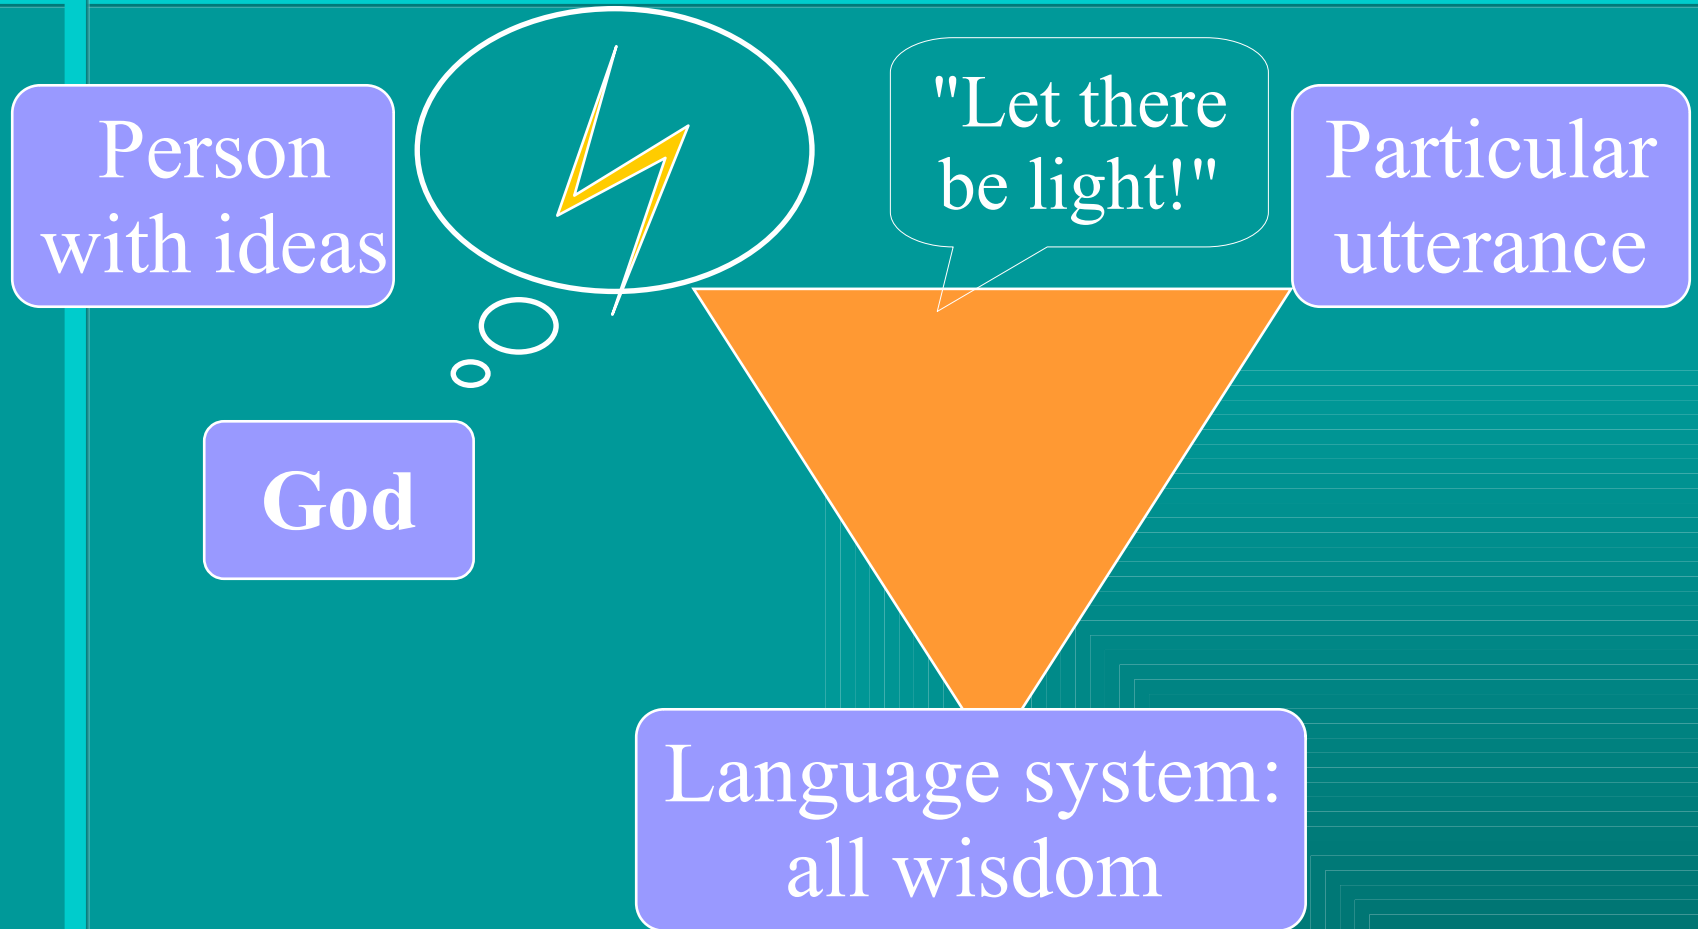 Person
with ideas
"Let there
be light!"
Particular
utterance
God
Language system:
all wisdom